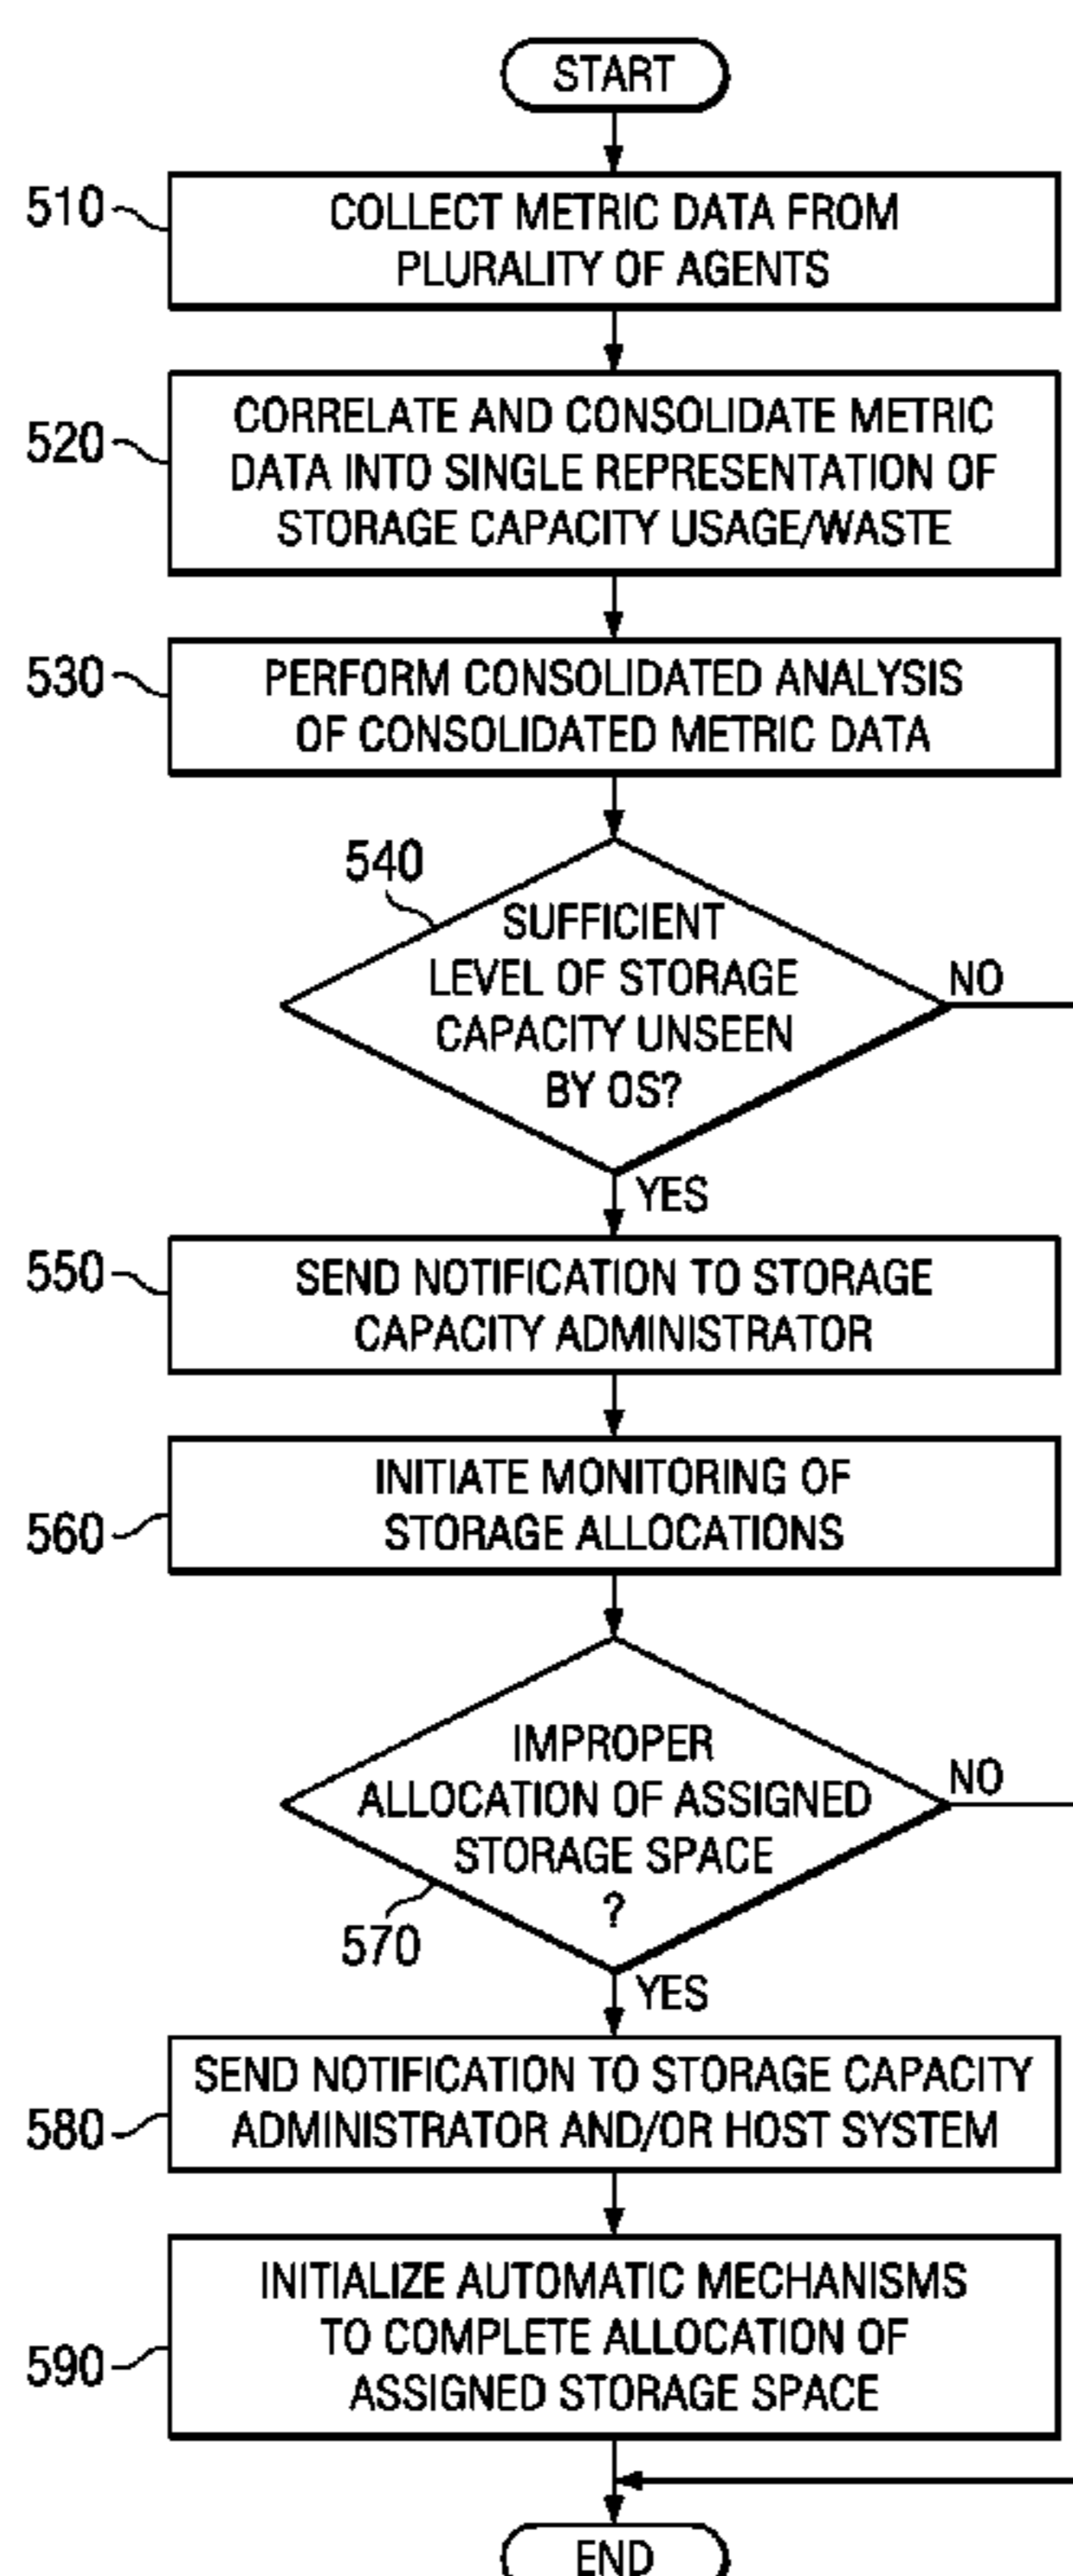 START
510
COLLECT METRIC DATA FROM
PLURALITY OF AGENTS
520
CORRELATE AND CONSOLIDATE METRIC
DATA INTO SINGLE REPRESENTATION OF
STORAGE CAPACITY USAGE/WASTE
530
PERFORM CONSOLIDATED ANALYSIS
OF CONSOLIDATED METRIC DATA
540
SUFFICIENT
LEVEL OF STORAGE
CAPACITY UNSEEN
BY OS?
NO
YES
550
SEND NOTIFICATION TO STORAGE
CAPACITY ADMINISTRATOR
560
INITIATE MONITORING OF
STORAGE ALLOCATIONS
IMPROPER
ALLOCATION OF ASSIGNED
STORAGE SPACE
?
NO
570
YES
580
SEND NOTIFICATION TO STORAGE CAPACITY
ADMINISTRATOR AND/OR HOST SYSTEM
590
INITIALIZE AUTOMATIC MECHANISMS
TO COMPLETE ALLOCATION OF
ASSIGNED STORAGE SPACE
END